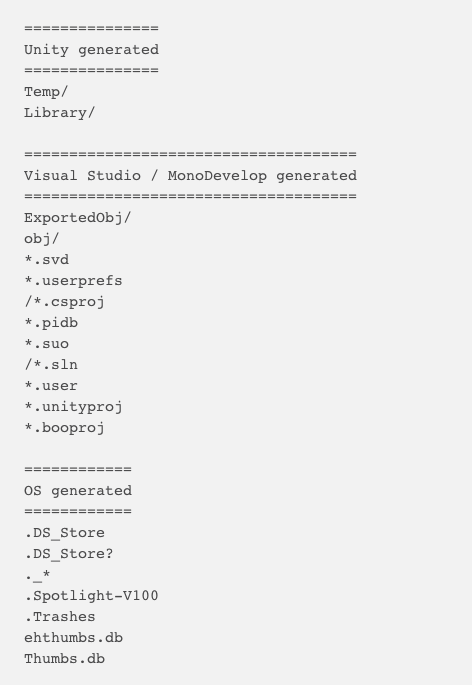 ===============
Unity generated
===============
Temp/
Library/

=====================================
Visual Studio / MonoDevelop generated
=====================================
ExportedObj/
obj/
*.svd
*.userprefs
/*.csproj
*.pidb
*.suo
/*.sln
*.user
*.unityproj
*.booproj

============
OS generated
============
.DS_Store
.DS_Store?
._*
.Spotlight-V100
.Trashes
ehthumbs.db
Thumbs.db